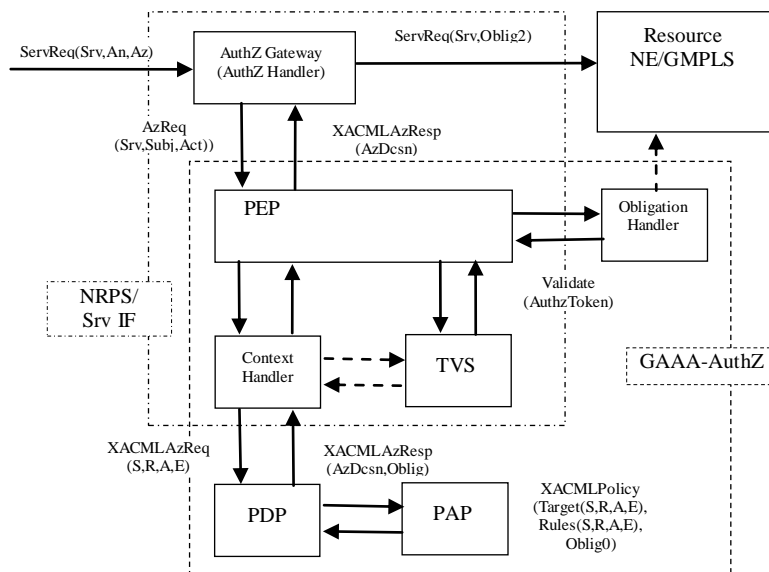 ServReq(Srv,An,Az)
AuthZ Gateway
(AuthZ Handler)
ServReq(Srv,Oblig2)
Resource
NE/GMPLS
AzReq
(Srv,Subj,Act))
XACMLAzResp
(AzDcsn)
PEP
Obligation
Handler
Validate
(AuthzToken)
NRPS/
Srv IF
Context
Handler
TVS
GAAA-AuthZ
XACMLAzReq
(S,R,A,E)
XACMLAzResp
(AzDcsn,Oblig)
PDP
PAP
XACMLPolicy
(Target(S,R,A,E),
Rules(S,R,A,E),
Oblig0)